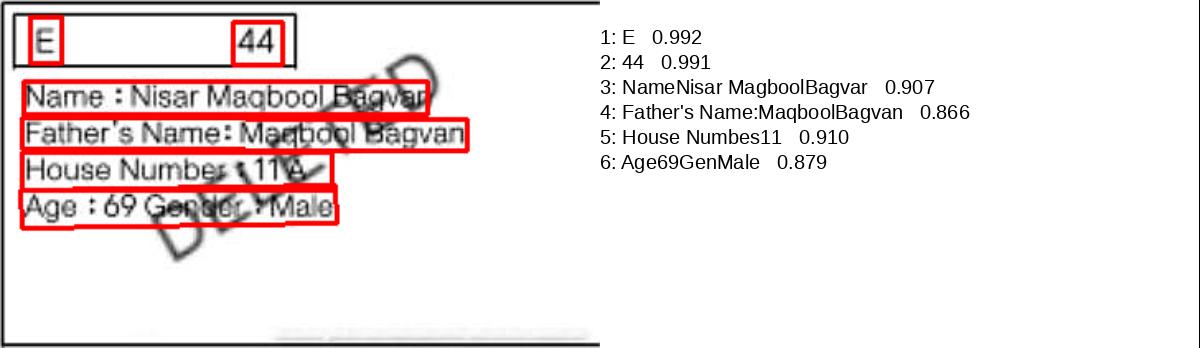 E 44
Name : Nisar Maqbool Bagvan
Father's Name: Maqbool Bagvan
House Number : 11 A
Age : 69 Gender : Male
DELETED
1: E 0.992
2: 44 0.991
3: NameNisar MagboolBagvar 0.907
4: Father's Name:MaqboolBagvan 0.866
5: House Numbes11 0.910
6: Age69GenMale 0.879